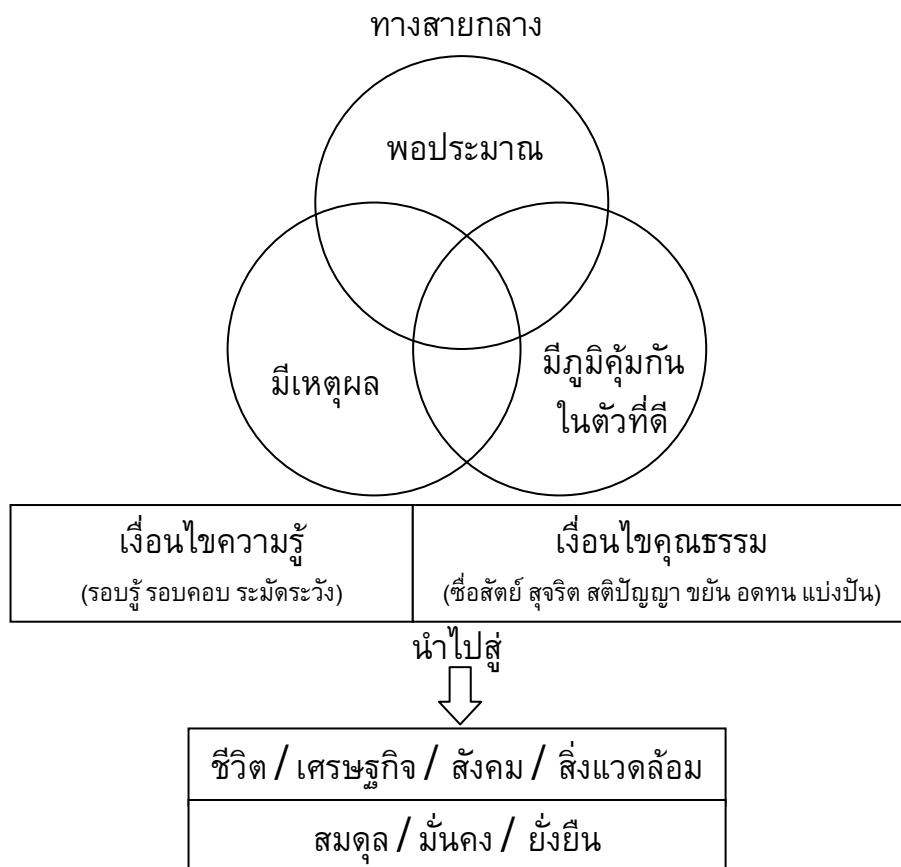 ทางสายกลาง
พอประมาณ
มีเหตุผล
มีภูมิคุ้มกัน
ในตัวที่ดี
เงื่อนไขความรู้
(รอบรู้ รอบคอบ ระมัดระวัง)
เงื่อนไขคุณธรรม
(ซื่อสัตย์ สุจริต สติปัญญา ขยัน อดทน แบ่งปัน)
นำไปสู่
ชีวิต / เศรษฐกิจ / สังคม / สิ่งแวดล้อม
สมดุล / มั่นคง / ยั่งยืน